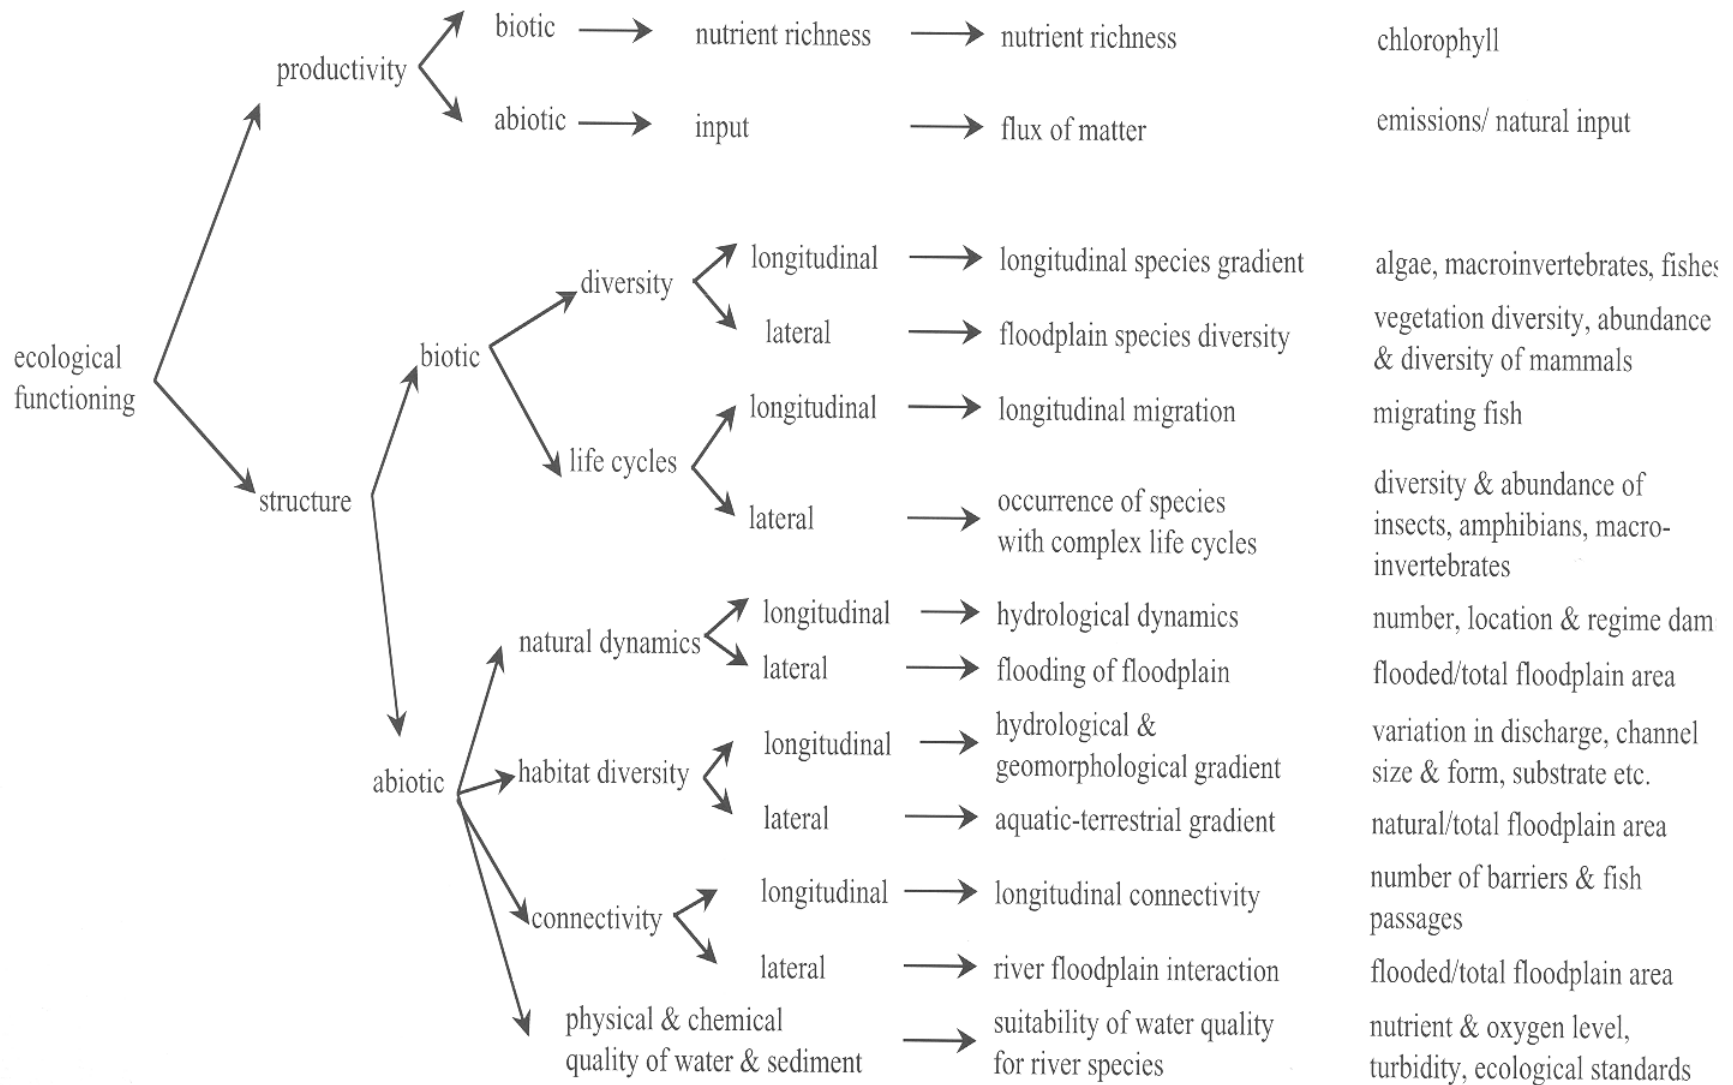 biotic
nutrient richness
nutrient richness
chlorophyll
productivity
abiotic
input
flux of matter
emissions/ natural input
longitudinal
longitudinal species gradient
algae, macroinvertebrates, fishes
diversity
lateral
floodplain species diversity
vegetation diversity, abundance
& diversity of mammals
ecological
functioning
biotic
longitudinal
longitudinal migration
migrating fish
life cycles
lateral
occurrence of species
with complex life cycles
diversity & abundance of
insects, amphibians, macro-
invertebrates
structure
longitudinal
hydrological dynamics
number, location & regime dam
natural dynamics
lateral
flooding of floodplain
flooded/total floodplain area
longitudinal
hydrological &
geomorphological gradient
variation in discharge, channel
size & form, substrate etc.
abiotic
habitat diversity
lateral
aquatic-terrestrial gradient
natural/total floodplain area
longitudinal
longitudinal connectivity
number of barriers & fish
passages
connectivity
lateral
river floodplain interaction
flooded/total floodplain area
physical & chemical
quality of water & sediment
suitability of water quality
for river species
nutrient & oxygen level,
turbidity, ecological standards